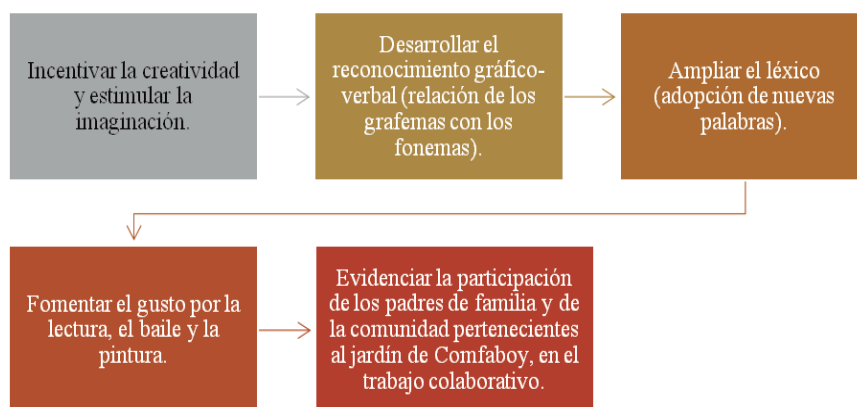 Incentivar la creatividad
y estimular la
imaginación.
Desarrollar el
reconocimiento gráfico-
verbal (relación de los
grafemas con los
fonemas).
Ampliar el léxico
(adopción de nuevas
palabras).
Fomentar el gusto por la
lectura, el baile y la
pintura.
Evidenciar la participación
de los padres de familia y de
la comunidad pertenecientes
al jardín de Comfaboy, en el
trabajo colaborativo.